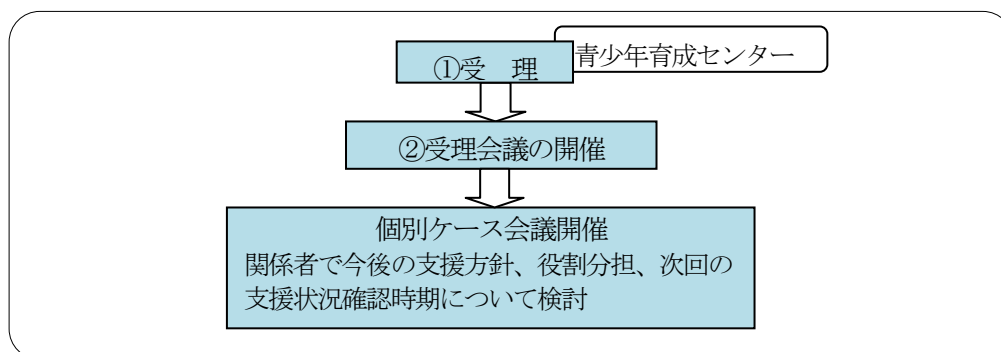 ①受　理
青少年育成センター
②受理会議の開催
個別ケース会議開催
関係者で今後の支援方針、役割分担、次回の
支援状況確認時期について検討